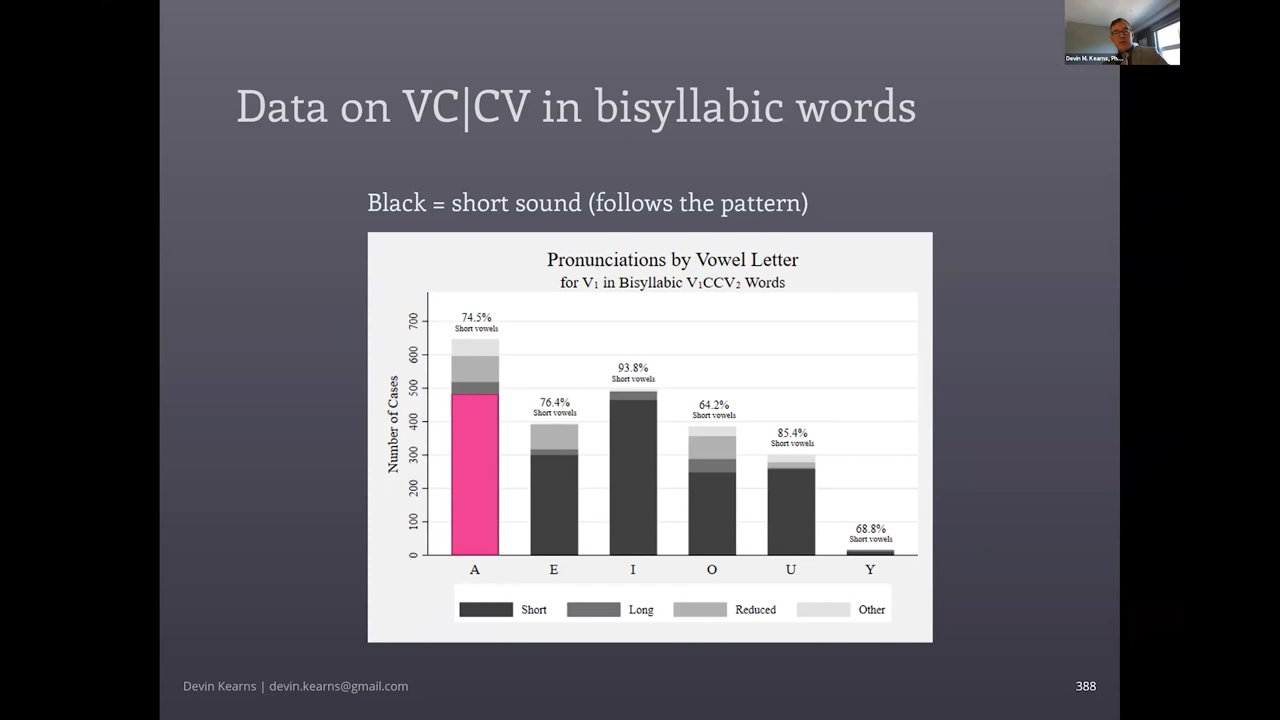 Devin M. Kearns, Ph...
Data on VC|CV in bisyllabic words
Black = short sound (follows the pattern)
Pronunciations by Vowel Letter
for V₁ in Bisyllabic V₁CCV₂ Words
Number of Cases
700
600
500
400
300
200
100
0
74.5%
Short vowels
76.4%
Short vowels
93.8%
Short vowels
64.2%
Short vowels
85.4%
Short vowels
68.8%
Short vowels
A E I O U Y
Short Long Reduced Other
Devin Kearns | devin.kearns@gmail.com
388